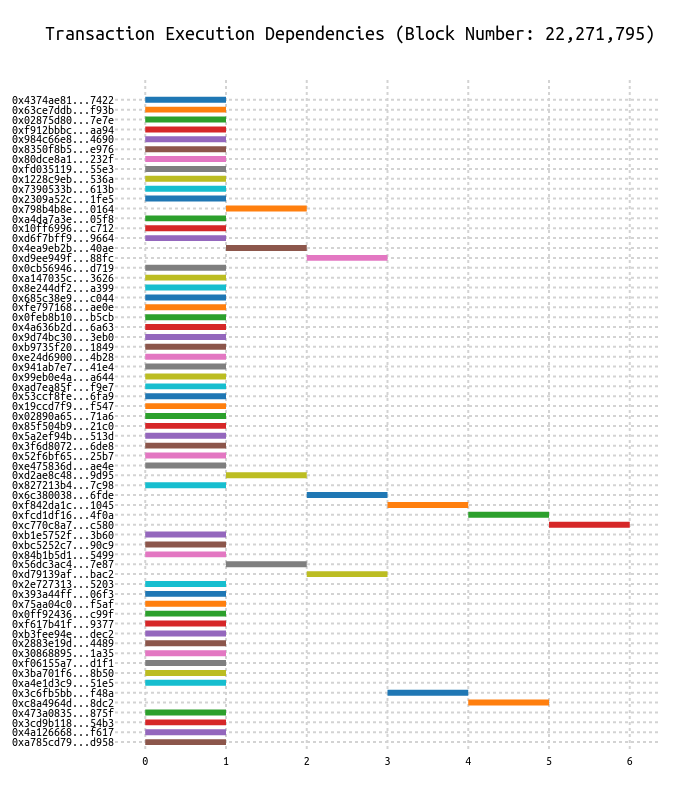 Transaction Execution Dependencies (Block Number: 22,271,795)
0x4374ae81...7422
0x63ce7ddb...f93b
0x02875d80...7e7e
0xf912bbbc...aa94
0x984c66e8...4690
0x8350f8b5...e976
0x80dce8a1...232f
0xfd035119...55e3
0x1228c9eb...536a
0x7390533b...613b
0x2309a52c...1fe5
0x798b4b8e...0164
0xa4da7a3e...05f8
0x10ff6996...c712
0xd6f7bff9...9664
0x4ea9eb2b...40ae
0xd9ee949f...88fc
0x0cb56946...d719
0xa147035c...3626
0x8e244df2...a399
0x685c38e9...c044
0xfe797168...ae0e
0x0feb8b10...b5cb
0x4a636b2d...6a63
0x9d74bc30...3eb0
0xb9735f20...1849
0xe24d6900...4b28
0x941ab7e7...41e4
0x99eb0e4a...a644
0xad7ea85f...f9e7
0x53ccf8fe...6fa9
0x19ccd7f9...f547
0x02890a65...71a6
0x85f504b9...21c0
0x5a2ef94b...513d
0x3f6d8072...6de8
0x52f6bf65...25b7
0xe475836d...ae4e
0xd2ae8c48...9d95
0x827213b4...7c98
0x6c380038...6fde
0xf842da1c...1045
0xfcd1df16...4f0a
0xc770c8a7...c580
0xb1e5752f...3b60
0xbc5252c7...90c9
0x84b1b5d1...5499
0x56dc3ac4...7e87
0xd79139af...bac2
0x2e727313...5203
0x393a44ff...06f3
0x75aa04c0...f5af
0x0ff92436...c99f
0xf617b41f...9377
0xb3fee94e...dec2
0x2883e19d...4489
0x30868895...1a35
0xf06155a7...d1f1
0x3ba701f6...8b50
0xa4e1d3c9...51e5
0x3c6fb5bb...f48a
0xc8a4964d...8dc2
0x473a0835...875f
0x3cd9b118...54b3
0x4a126668...f617
0xa785cd79...d958
0 1 2 3 4 5 6